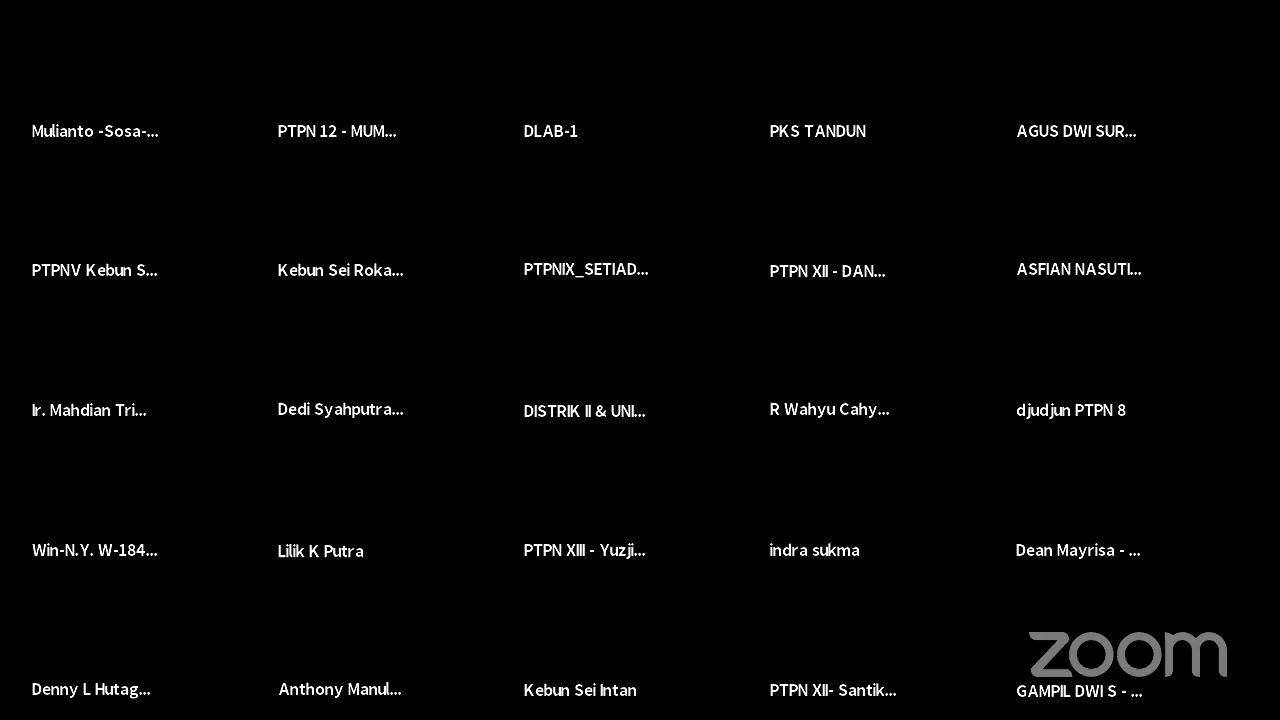 Mulianto -Sosa-...
PTPN 12 - MUM...
DLAB-1
PKS TANDUN
AGUS DWI SUR...
PTPNV Kebun S...
Kebun Sei Roka...
PTPNIX_SETIAD...
PTPN XII - DAN...
ASFIAN NASUTI...
Ir. Mahdian Tri...
Dedi Syahputra...
DISTRIK II & UNI...
R Wahyu Cahy...
djudjun PTPN 8
Win-N.Y. W-184...
Lilik K Putra
PTPN XIII - Yuzji...
indra sukma
Dean Mayrisa - ...
zoom
Denny L Hutag...
Anthony Manul...
Kebun Sei Intan
PTPN XII- Santik...
GAMPIL DWI S - ...